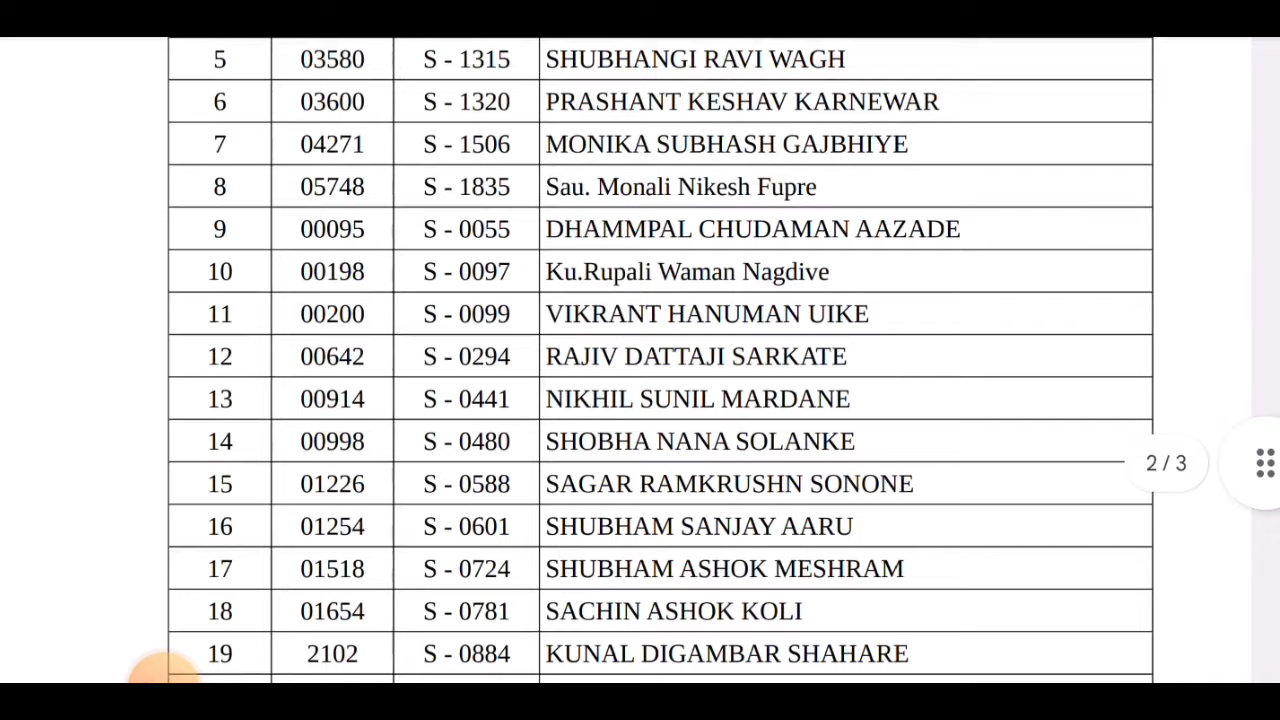 5 03580 S - 1315 SHUBHANGI RAVI WAGH
6 03600 S - 1320 PRASHANT KESHAV KARNEWAR
7 04271 S - 1506 MONIKA SUBHASH GAJBHIYE
8 05748 S - 1835 Sau. Monali Nikesh Fupre
9 00095 S - 0055 DHAMMPAL CHUDAMAN AAZADE
10 00198 S - 0097 Ku.Rupali Waman Nagdive
11 00200 S - 0099 VIKRANT HANUMAN UIKE
12 00642 S - 0294 RAJIV DATTAJI SARKATE
13 00914 S - 0441 NIKHIL SUNIL MARDANE
14 00998 S - 0480 SHOBHA NANA SOLANKE
2 / 3
15 01226 S - 0588 SAGAR RAMKRUSHN SONONE
16 01254 S - 0601 SHUBHAM SANJAY AARU
17 01518 S - 0724 SHUBHAM ASHOK MESHRAM
18 01654 S - 0781 SACHIN ASHOK KOLI
19 2102 S - 0884 KUNAL DIGAMBAR SHAHARE